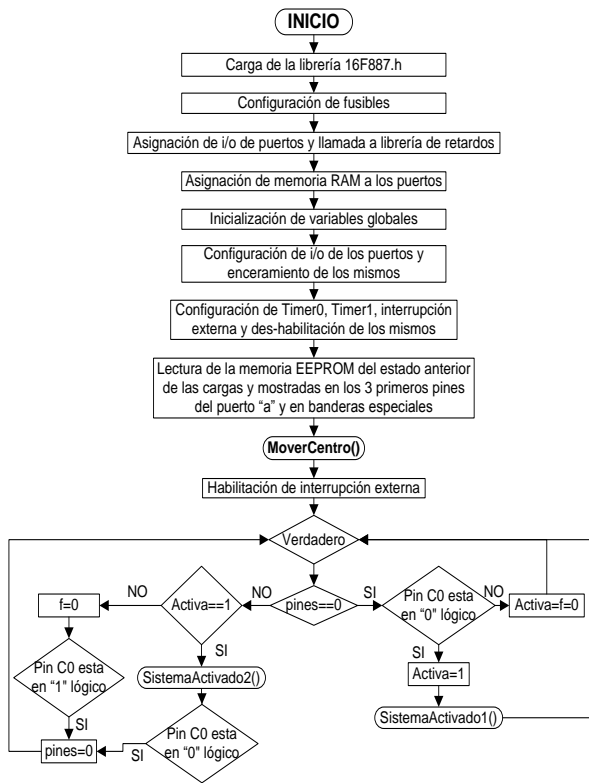 INICIO
Carga de la librería 16F887.h
Configuración de fusibles
Asignación de i/o de puertos y llamada a librería de retardos
Asignación de memoria RAM a los puertos
Inicialización de variables globales
Configuración de i/o de los puertos y
enceramiento de los mismos
Configuración de Timer0, Timer1, interrupción
externa y des-habilitación de los mismos
Lectura de la memoria EEPROM del estado anterior
de las cargas y mostradas en los 3 primeros pines
del puerto “a” y en banderas especiales
MoverCentro()
Habilitación de interrupción externa
Verdadero
f=0
NO
Activa==1
NO
pines==0
SI
Pin C0 esta
en “0” lógico
NO
Activa=f=0
Pin C0 esta
en “1” lógico
SI
SistemaActivado2()
SI
Activa=1
SI
pines=0
SI
Pin C0 esta
en “0” lógico
SistemaActivado1()